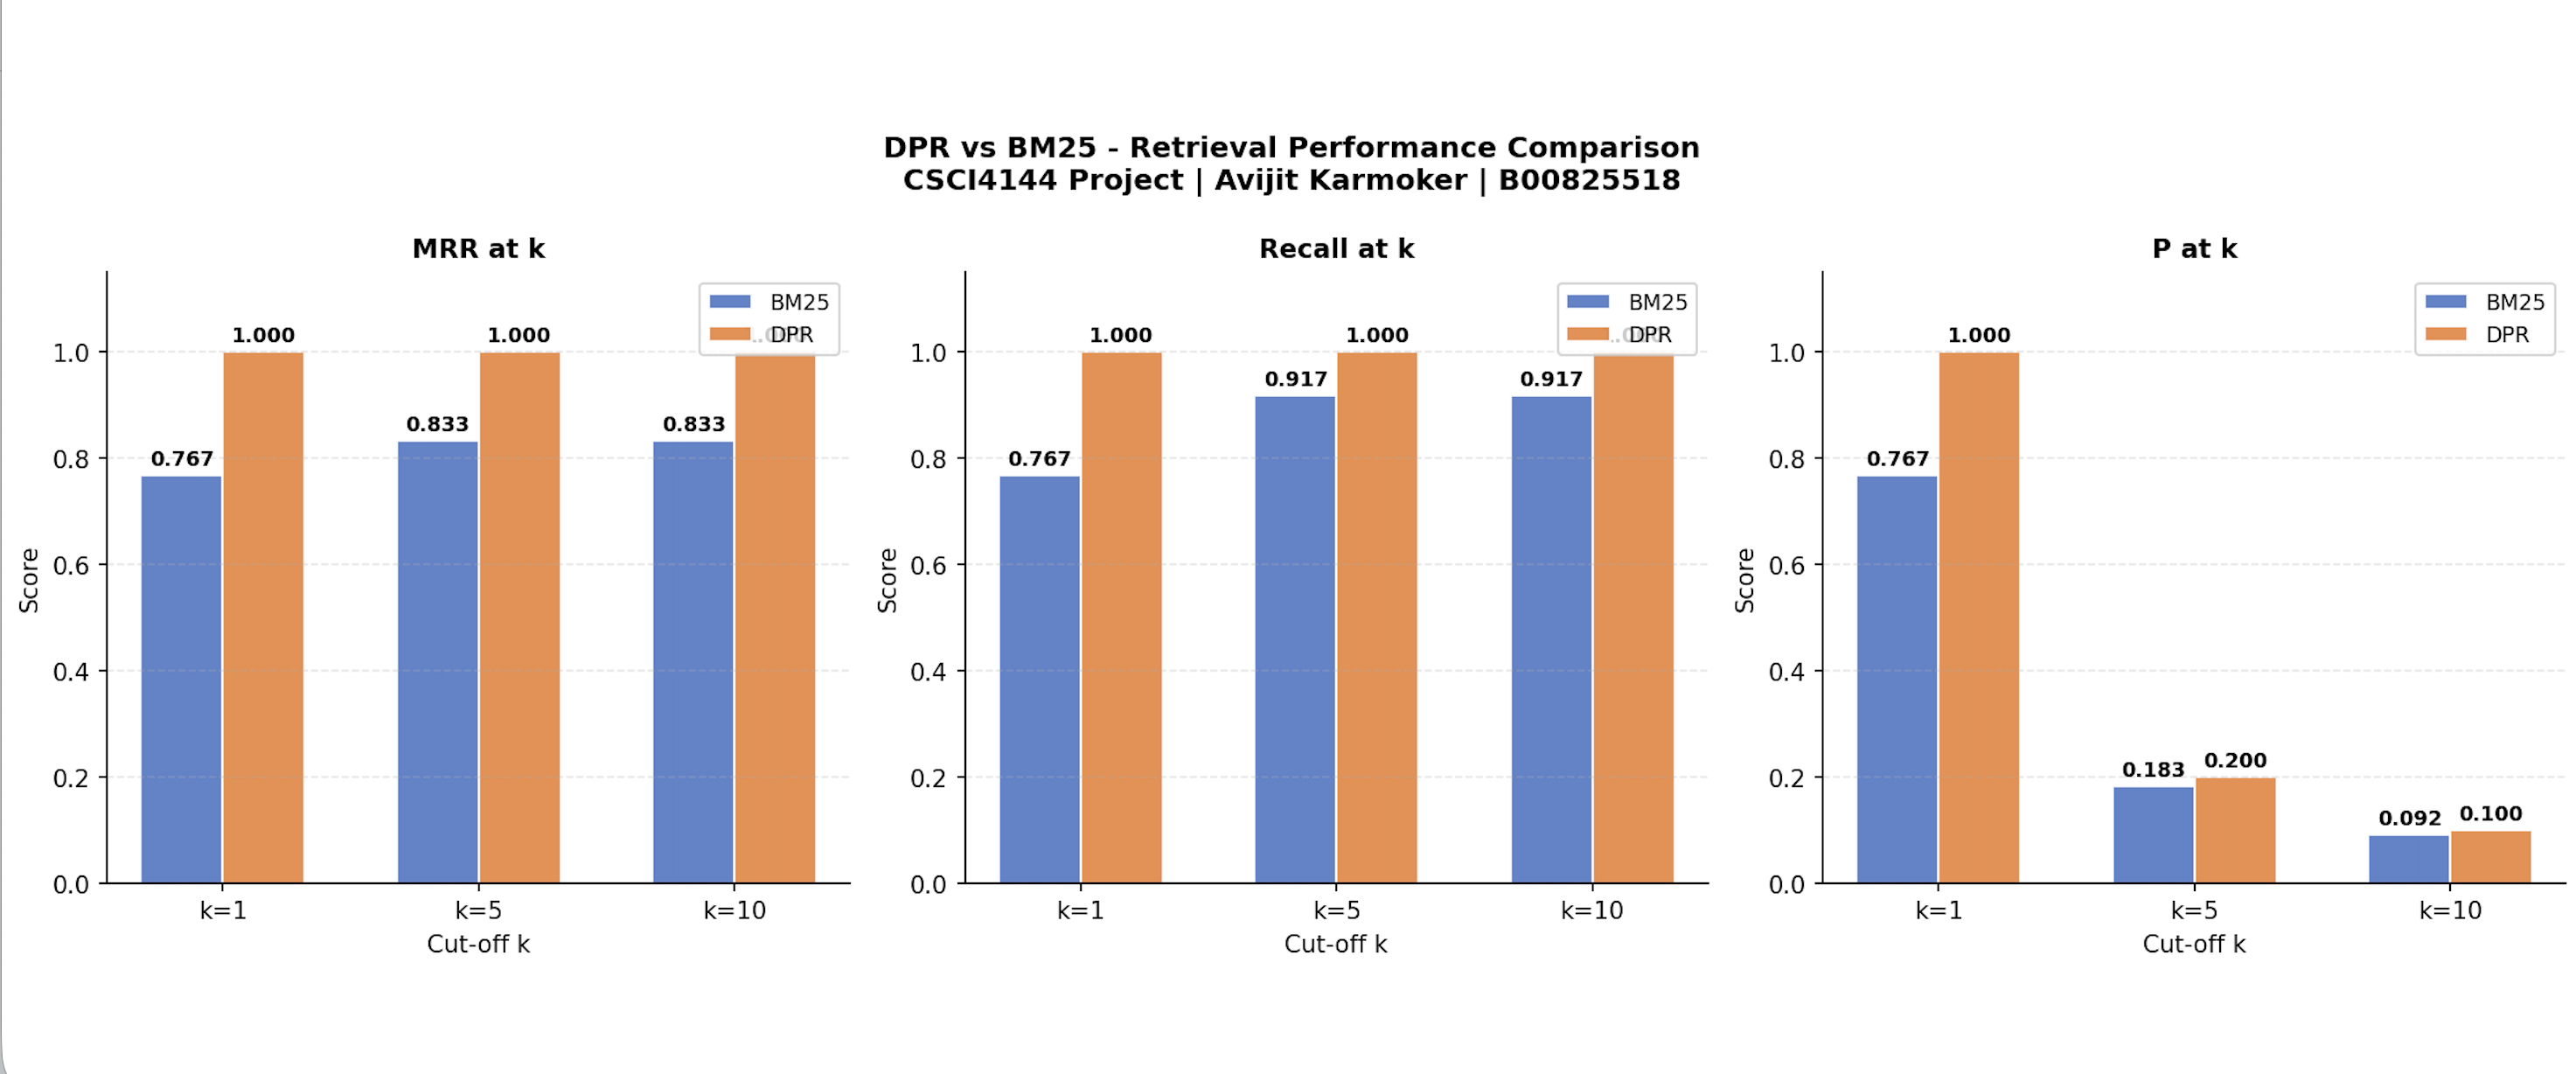 DPR vs BM25 - Retrieval Performance Comparison
CSCI4144 Project | Avijit Karmoker | B00825518
MRR at k
BM25
DPR
1.000
1.000
0.767
0.833
0.833
1.0
0.8
0.6
0.4
0.2
0.0
Score
k=1
k=5
k=10
Cut-off k
Recall at k
BM25
DPR
1.000
1.000
0.767
0.917
0.917
1.0
0.8
0.6
0.4
0.2
0.0
Score
k=1
k=5
k=10
Cut-off k
P at k
BM25
DPR
1.000
0.767
0.183
0.200
0.092
0.100
1.0
0.8
0.6
0.4
0.2
0.0
Score
k=1
k=5
k=10
Cut-off k